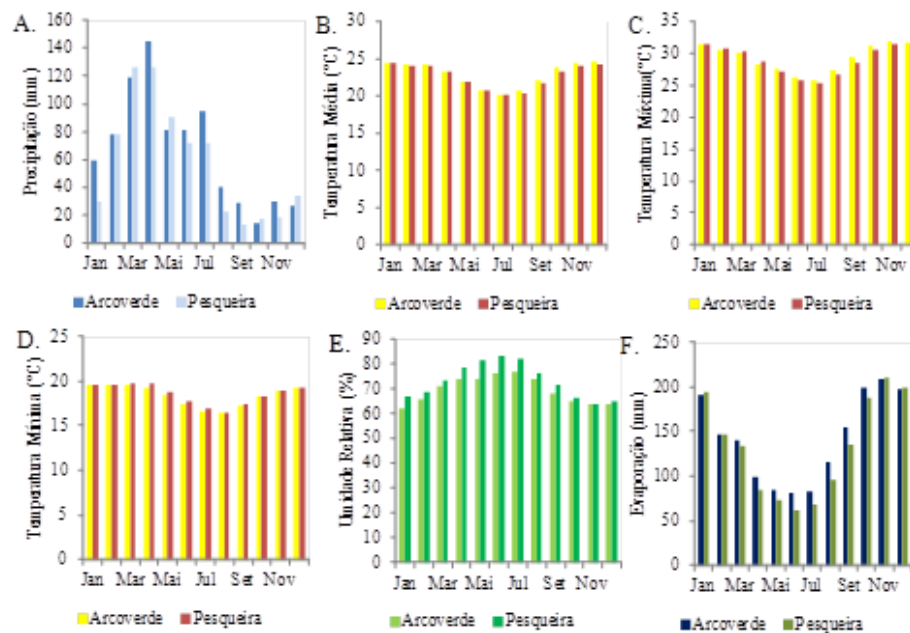 A.
Precipitação (mm)
160
140
120
100
80
60
40
20
0
Jan Mar Mai Jul Set Nov
Arcoverde Pesqueira
B.
Temperatura Média (°C)
30
25
20
15
10
5
0
Jan Mar Mai Jul Set Nov
Arcoverde Pesqueira
C.
Temperatura Máxima(°C)
35
30
25
20
15
10
5
0
Jan Mar Mai Jul Set Nov
Arcoverde Pesqueira
D.
Temperatura Mínima (°C)
25
20
15
10
5
0
Jan Mar Mai Jul Set Nov
Arcoverde Pesqueira
E.
Umidade Relativa (%)
90
80
70
60
50
40
30
20
10
0
Jan Mar Mai Jul Set Nov
Arcoverde Pesqueira
F.
Evaporação (mm)
250
200
150
100
50
0
Jan Mar Mai Jul Set Nov
Arcoverde Pesqueira